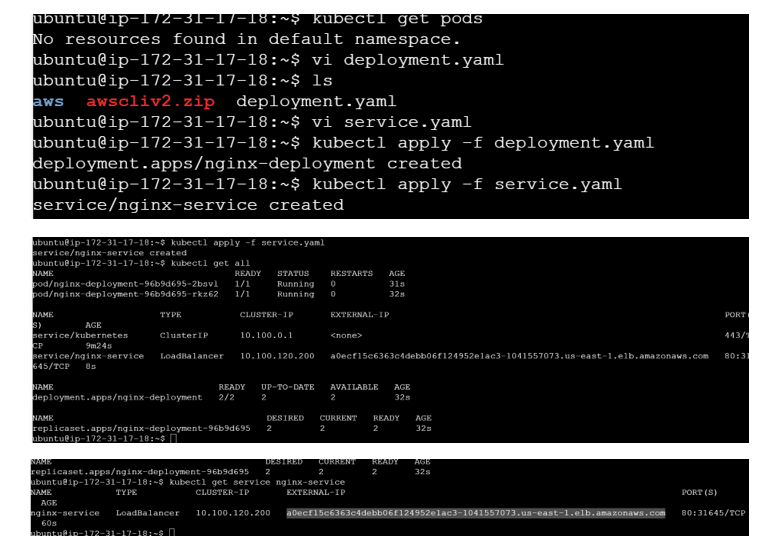 ubuntu@ip-172-31-17-18:~$ kubectl get pods
No resources found in default namespace.
ubuntu@ip-172-31-17-18:~$ vi deployment.yaml
ubuntu@ip-172-31-17-18:~$ ls
aws  awscliv2.zip  deployment.yaml
ubuntu@ip-172-31-17-18:~$ vi service.yaml
ubuntu@ip-172-31-17-18:~$ kubectl apply -f deployment.yaml
deployment.apps/nginx-deployment created
ubuntu@ip-172-31-17-18:~$ kubectl apply -f service.yaml
service/nginx-service created
ubuntu@ip-172-31-17-18:~$ kubectl apply -f service.yaml
service/nginx-service created
ubuntu@ip-172-31-17-18:~$ kubectl get all
NAME READY STATUS RESTARTS AGE
pod/nginx-deployment-96b9d695-2bsvl 1/1 Running 0 31s
pod/nginx-deployment-96b9d695-rkz62 1/1 Running 0 32s
NAME TYPE CLUSTER-IP EXTERNAL-IP PORT(
S) AGE
service/kubernetes ClusterIP 10.100.0.1 <none> 443/T
CP 9m24s
service/nginx-service LoadBalancer 10.100.120.200 a0ecf15c6363c4debb06f124952e1ac3-1041557073.us-east-1.elb.amazonaws.com 80:31
645/TCP 8s
NAME READY UP-TO-DATE AVAILABLE AGE
deployment.apps/nginx-deployment 2/2 2 2 32s
NAME DESIRED CURRENT READY AGE
replicaset.apps/nginx-deployment-96b9d695 2 2 2 32s
ubuntu@ip-172-31-17-18:~$
NAME DESIRED CURRENT READY AGE
replicaset.apps/nginx-deployment-96b9d695 2 2 2 32s
ubuntu@ip-172-31-17-18:~$ kubectl get service nginx-service
NAME TYPE CLUSTER-IP EXTERNAL-IP PORT(S)
AGE
nginx-service LoadBalancer 10.100.120.200 a0ecf15c6363c4debb06f124952e1ac3-1041557073.us-east-1.elb.amazonaws.com 80:31645/TCP
60s
ubuntu@ip-172-31-17-18:~$